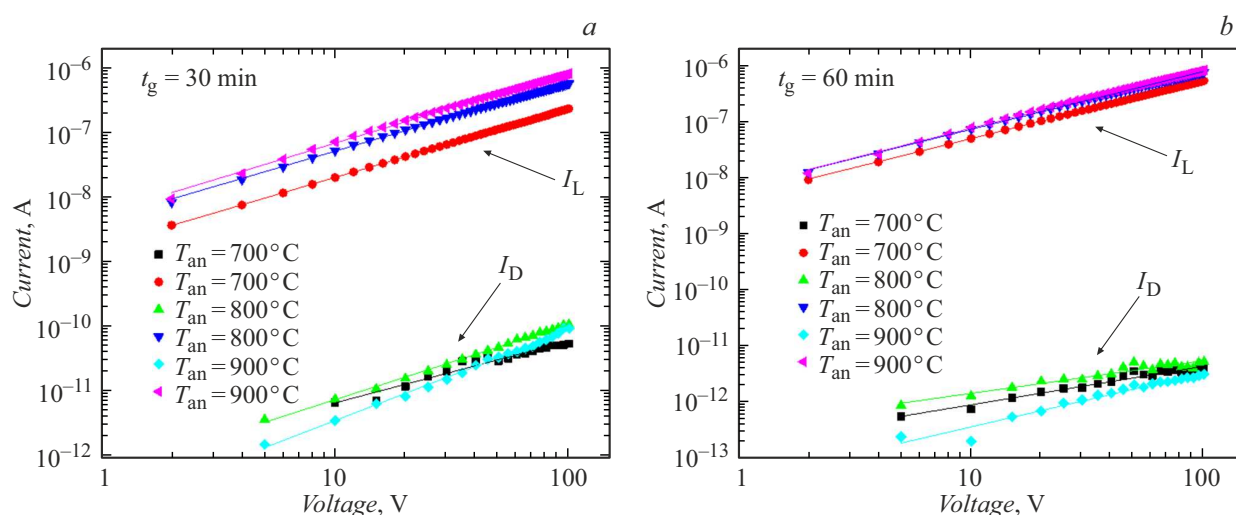 a
t_g = 30 min
10⁻⁶
10⁻⁷
10⁻⁸
10⁻⁹
10⁻¹⁰
10⁻¹¹
10⁻¹²
Current, A
I_L
T_an = 700°C
T_an = 700°C
T_an = 800°C
T_an = 800°C
T_an = 900°C
T_an = 900°C
I_D
1
10
100
Voltage, V
b
t_g = 60 min
10⁻⁶
10⁻⁷
10⁻⁸
10⁻⁹
10⁻¹⁰
10⁻¹¹
10⁻¹²
10⁻¹³
Current, A
I_L
T_an = 700°C
T_an = 700°C
T_an = 800°C
T_an = 800°C
T_an = 900°C
T_an = 900°C
I_D
1
10
100
Voltage, V